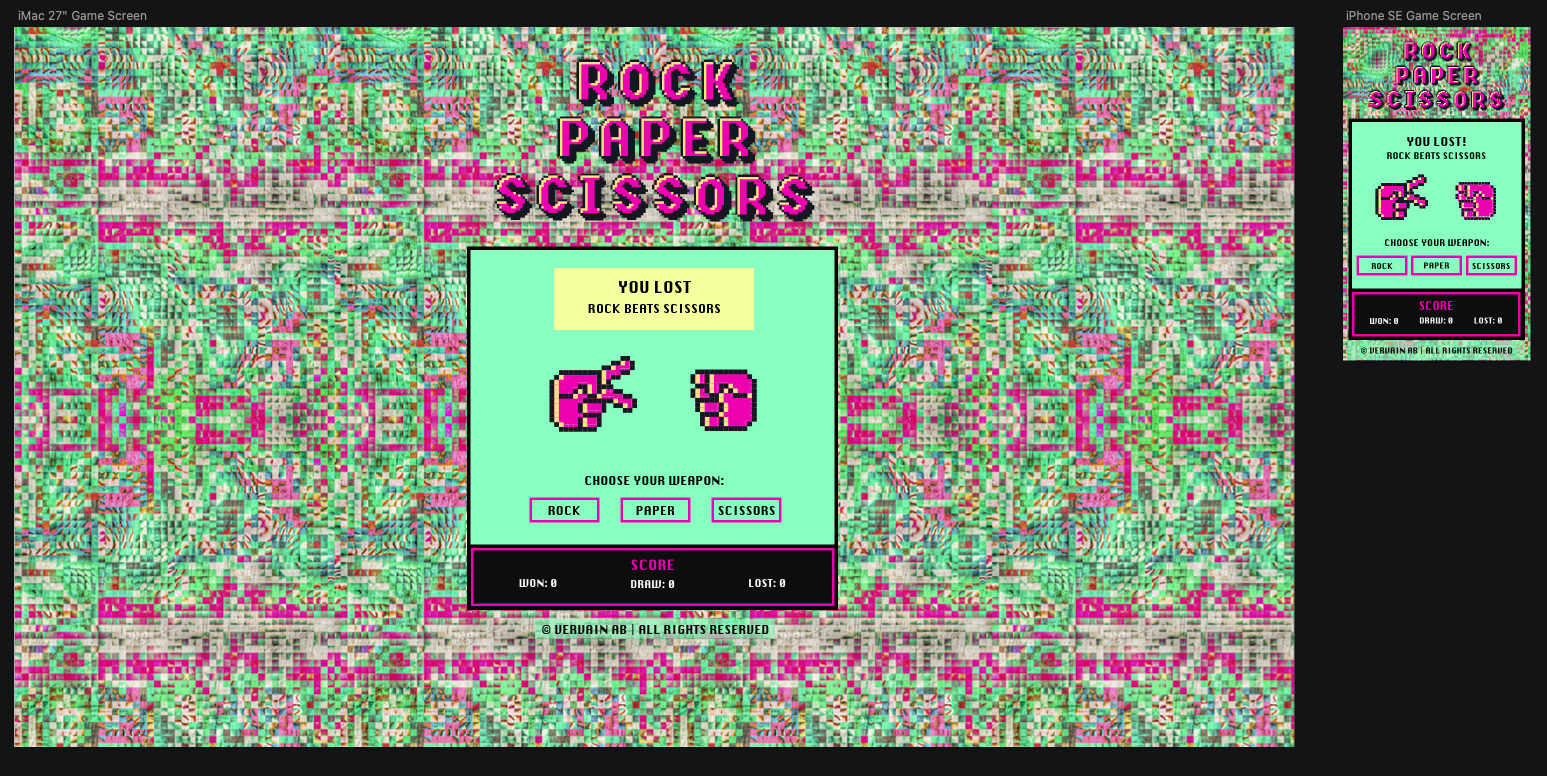 iMac 27" Game Screen
ROCK
PAPER
SCISSORS
YOU LOST
ROCK BEATS SCISSORS
CHOOSE YOUR WEAPON:
ROCK PAPER SCISSORS
SCORE
WON: 0 DRAW: 0 LOST: 0
© VERVAIN AB | ALL RIGHTS RESERVED
iPhone SE Game Screen
ROCK
PAPER
SCISSORS
YOU LOST!
ROCK BEATS SCISSORS
CHOOSE YOUR WEAPON:
ROCK PAPER SCISSORS
SCORE
WON: 0 DRAW: 0 LOST: 0
© VERVAIN AB | ALL RIGHTS RESERVED